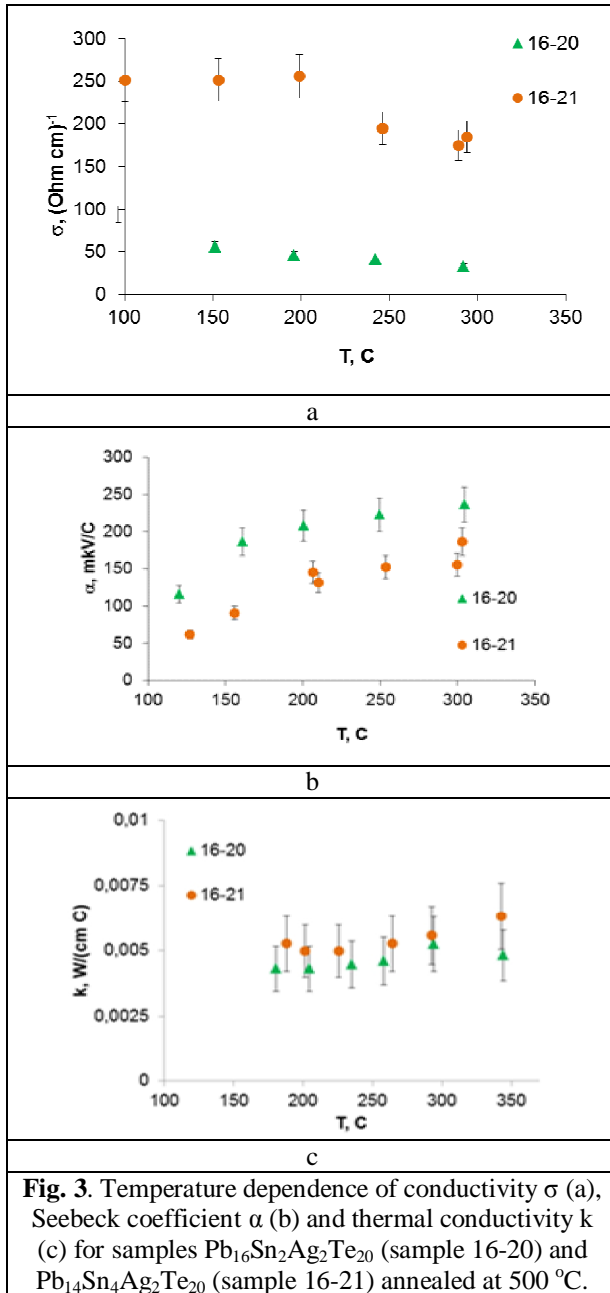 300
250
200
150
100
50
0
σ, (Ohm cm)⁻¹
16-20
16-21
100 150 200 250 300 350
T, C
a
300
250
200
150
100
50
0
α, mkV/C
16-20
16-21
100 150 200 250 300 350
T, C
b
0,01
0,0075
0,005
0,0025
0
k, W/(cm C)
16-20
16-21
100 150 200 250 300 350
T, C
c
Fig. 3. Temperature dependence of conductivity σ (a),
Seebeck coefficient α (b) and thermal conductivity k
(c) for samples Pb₁₆Sn₂Ag₂Te₂₀ (sample 16-20) and
Pb₁₄Sn₄Ag₂Te₂₀ (sample 16-21) annealed at 500 °C.